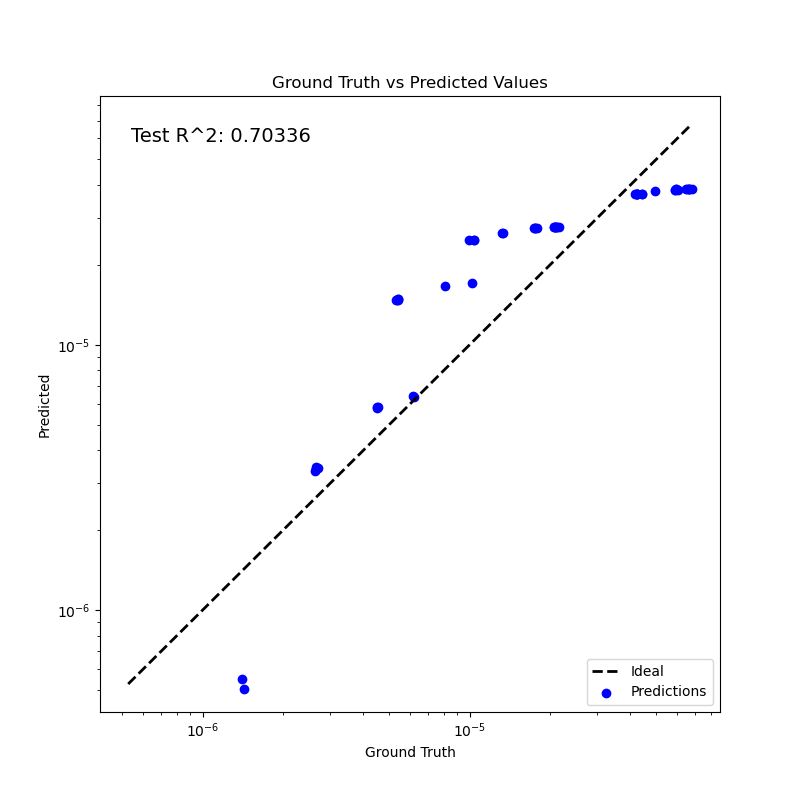 Ground Truth vs Predicted Values
Test R^2: 0.70336
Predicted
10⁻⁵
10⁻⁶
10⁻⁶
10⁻⁵
Ground Truth
Ideal
Predictions